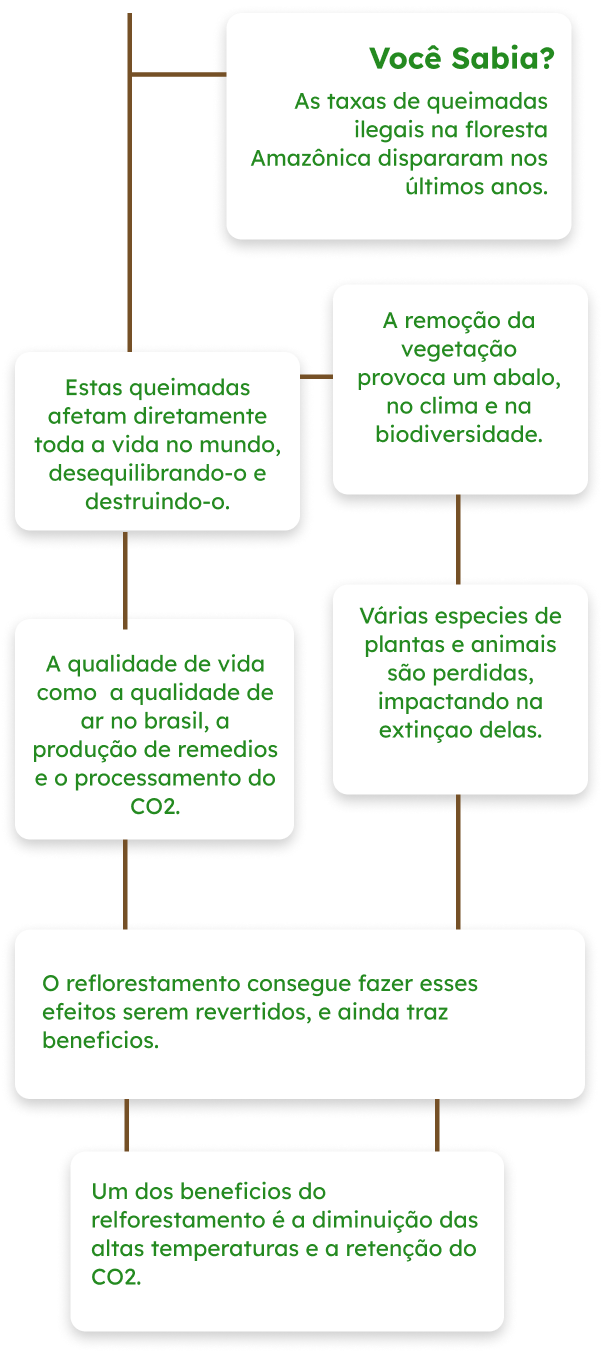 Você Sabia?
As taxas de queimadas
ilegais na floresta
Amazônica dispararam nos
últimos anos.
A remoção da
vegetação
provoca um abalo,
no clima e na
biodiversidade.
Estas queimadas
afetam diretamente
toda a vida no mundo,
desequilibrando-o e
destruindo-o.
Várias especies de
plantas e animais
são perdidas,
impactando na
extinçao delas.
A qualidade de vida
como  a qualidade de
ar no brasil, a
produção de remedios
e o processamento do
CO2.
O reflorestamento consegue fazer esses
efeitos serem revertidos, e ainda traz
beneficios.
Um dos beneficios do
relforestamento é a diminuição das
altas temperaturas e a retenção do
CO2.